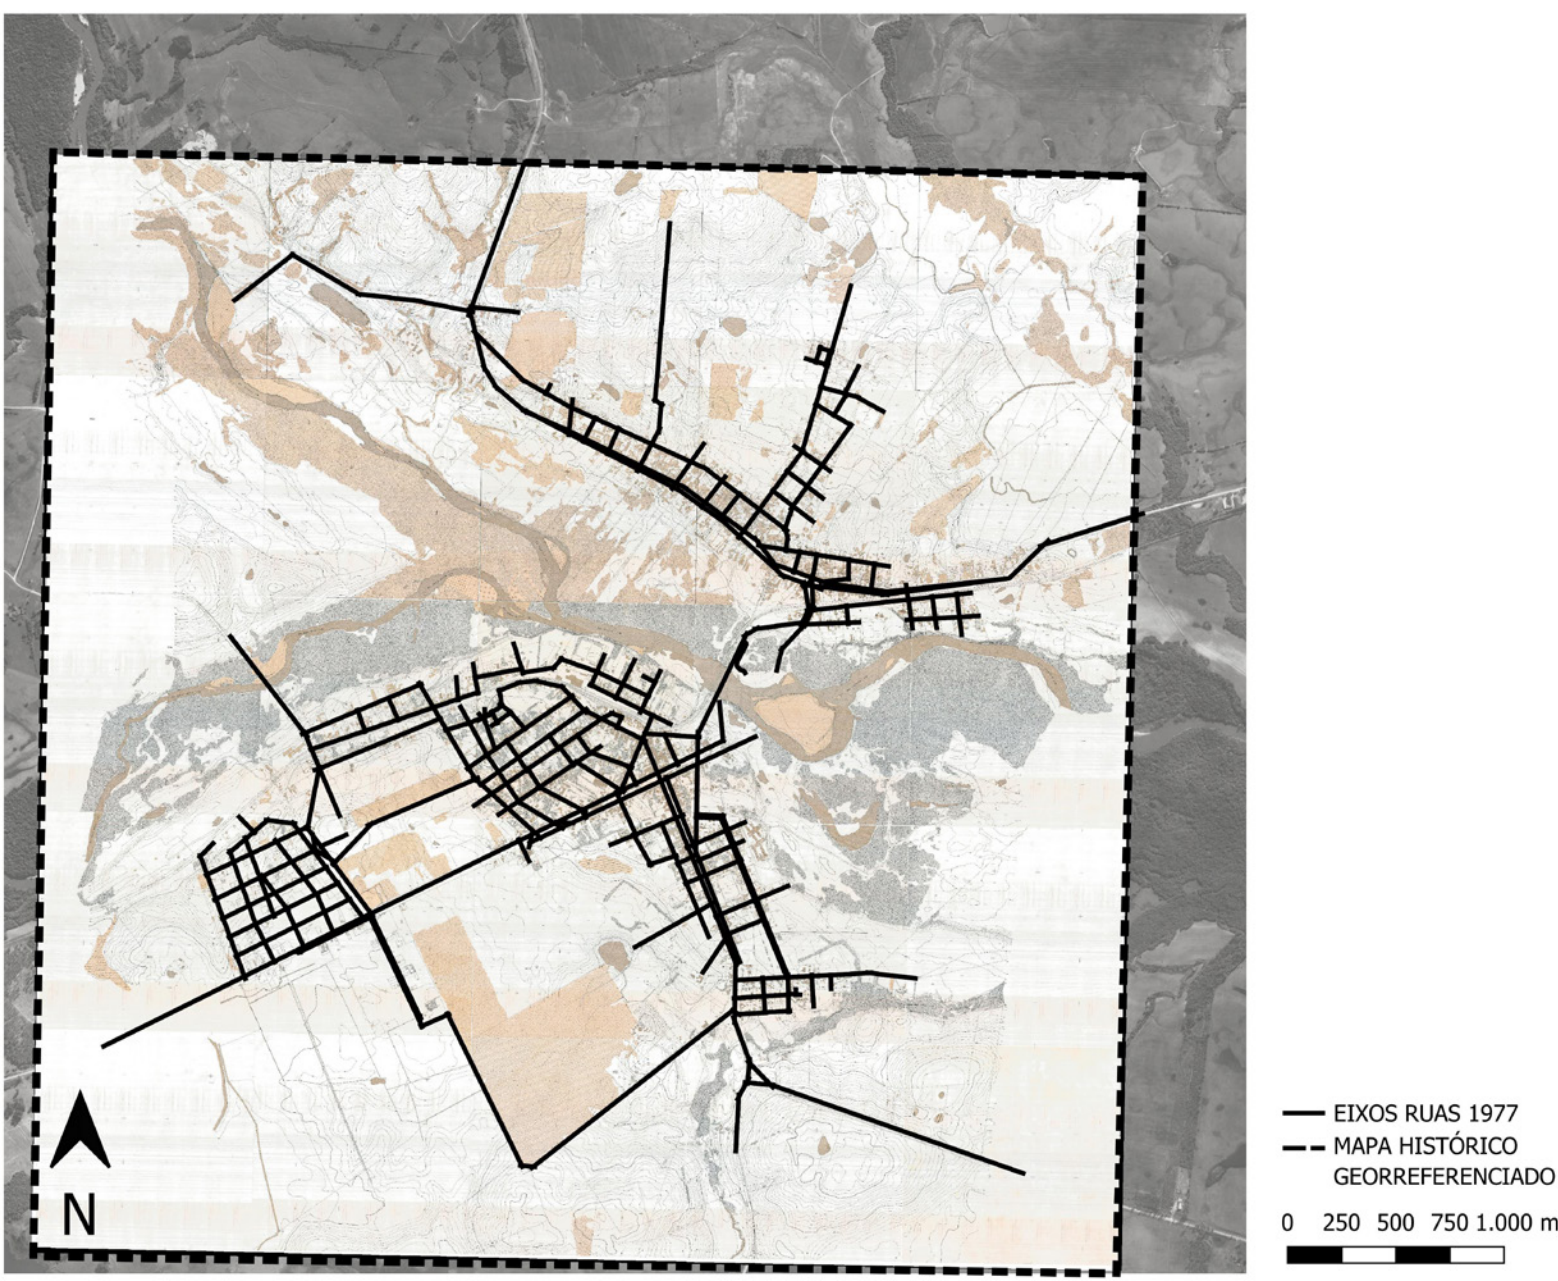 N
EIXOS RUAS 1977
MAPA HISTÓRICO
GEORREFERENCIADO
0 250 500 750 1.000 m